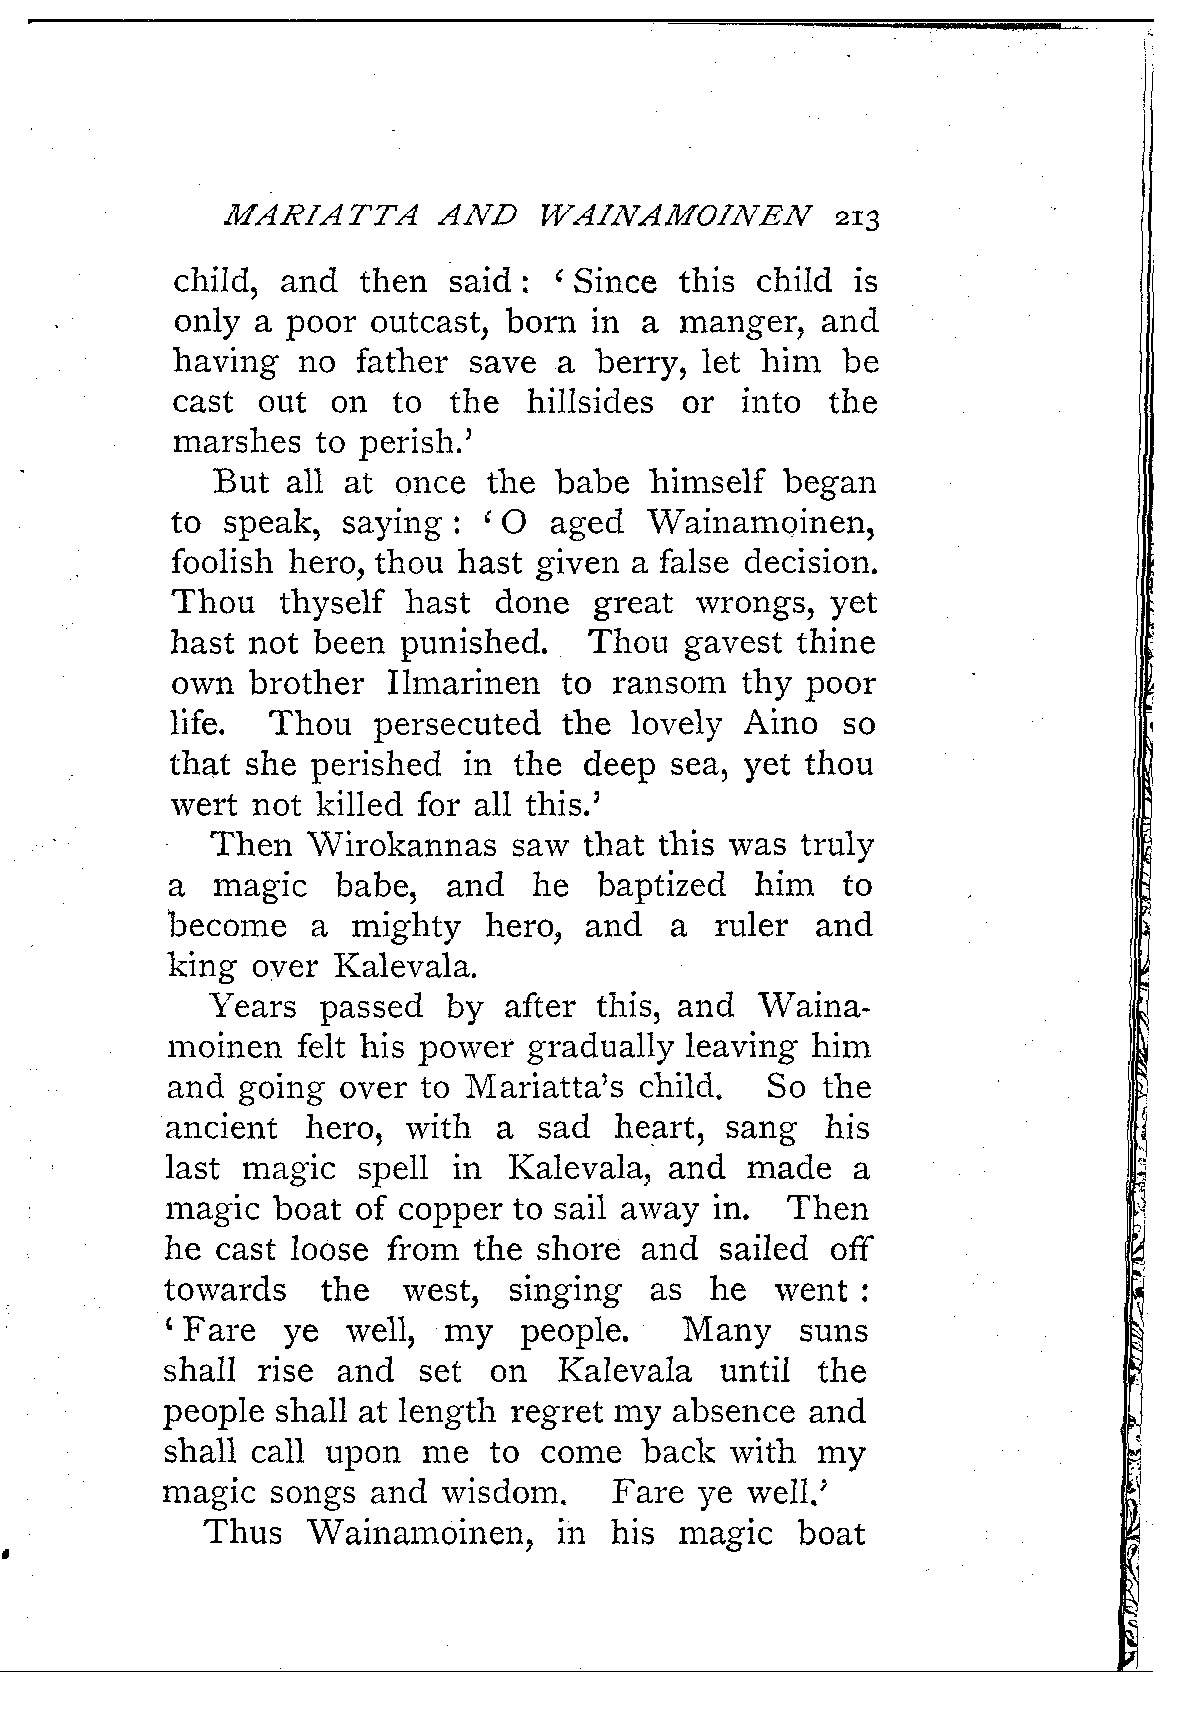 MARIATTA AND WAINAMOINEN 213
child, and then said : ‘ Since this child is
only a poor outcast, born in a manger, and
having no father save a berry, let him be
cast out on to the hillsides or into the
marshes to perish.’
But all at once the babe himself began
to speak, saying : ‘ O aged Wainamoinen,
foolish hero, thou hast given a false decision.
Thou thyself hast done great wrongs, yet
hast not been punished. Thou gavest thine
own brother Ilmarinen to ransom thy poor
life. Thou persecuted the lovely Aino so
that she perished in the deep sea, yet thou
wert not killed for all this.’
Then Wirokannas saw that this was truly
a magic babe, and he baptized him to
become a mighty hero, and a ruler and
king over Kalevala.
Years passed by after this, and Waina-
moinen felt his power gradually leaving him
and going over to Mariatta’s child. So the
ancient hero, with a sad heart, sang his
last magic spell in Kalevala, and made a
magic boat of copper to sail away in. Then
he cast loose from the shore and sailed off
towards the west, singing as he went :
‘ Fare ye well, my people. Many suns
shall rise and set on Kalevala until the
people shall at length regret my absence and
shall call upon me to come back with my
magic songs and wisdom. Fare ye well.’
Thus Wainamoinen, in his magic boat